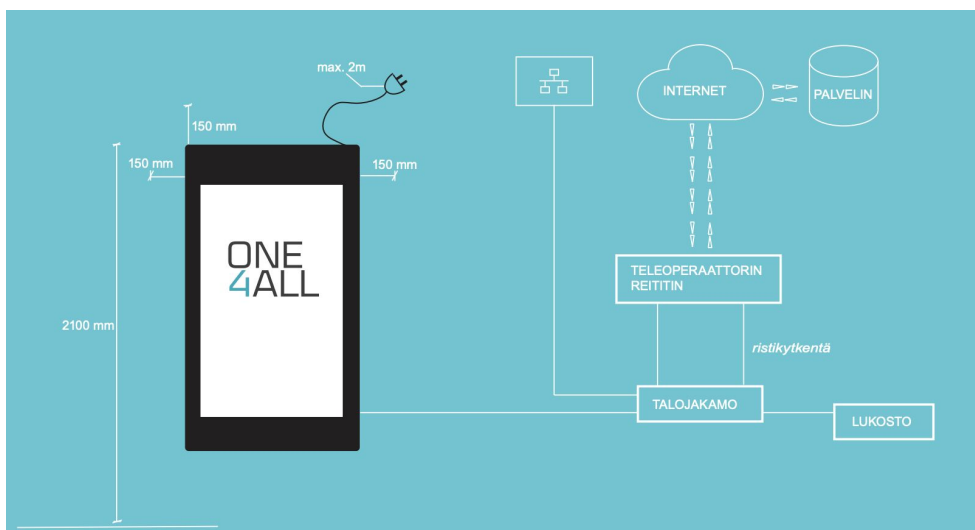 max. 2m
150 mm
150 mm
150 mm
2100 mm
ONE
4ALL
INTERNET
PALVELIN
TELEOPERAATTORIN
REITITIN
ristikytkentä
TALOJAKAMO
LUKOSTO